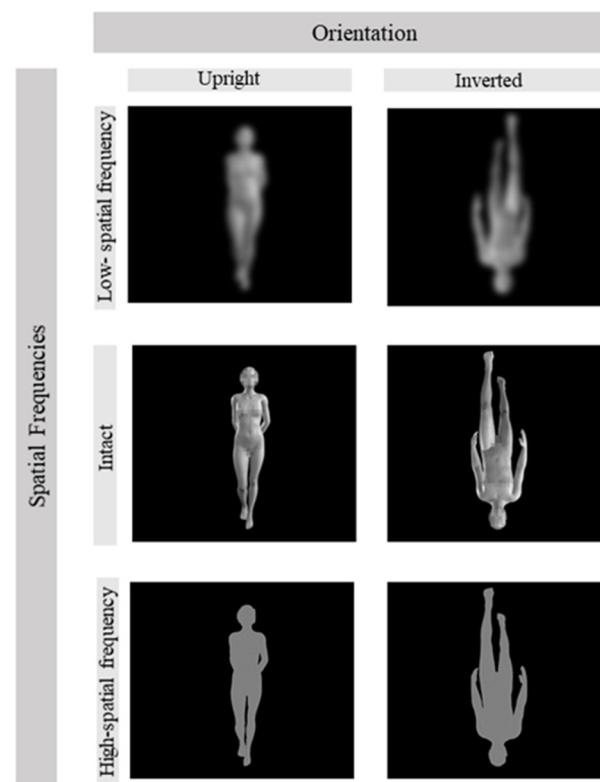 Orientation
Upright
Inverted
Spatial Frequencies
Low- spatial frequency
Intact
High-spatial frequency